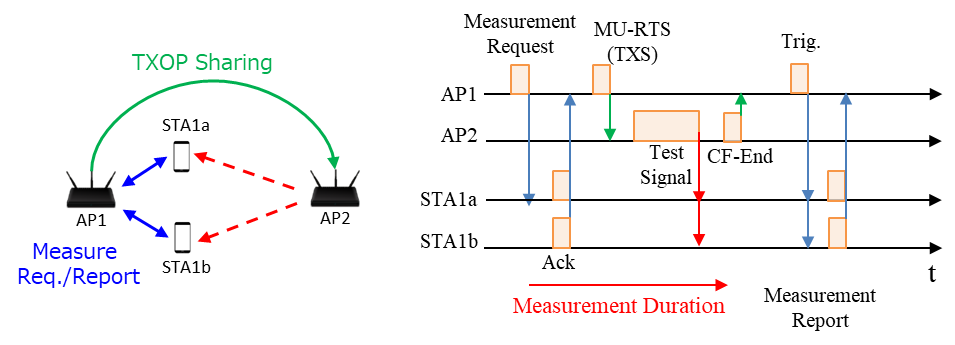 TXOP Sharing
STA1a
AP1
AP2
STA1b
Measure
Req./Report
Measurement
Request
MU-RTS
(TXS)
Trig.
AP1
AP2
Test
Signal
CF-End
STA1a
STA1b
Ack
t
Measurement Duration
Measurement
Report